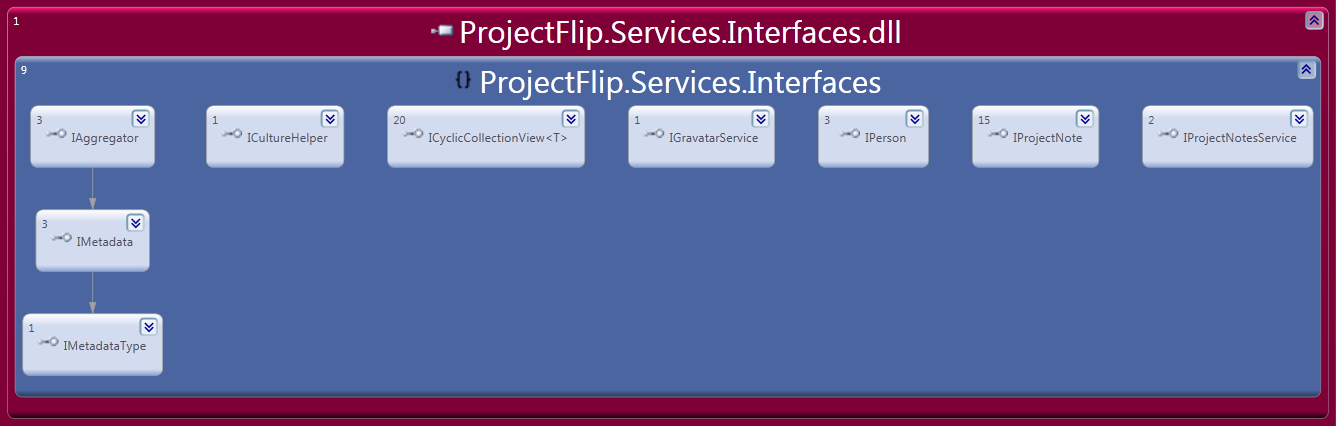 1
ProjectFlip.Services.Interfaces.dll
9
{} ProjectFlip.Services.Interfaces
3
IAggregator
1
ICultureHelper
20
ICyclicCollectionView<T>
1
IGravatarService
3
IPerson
15
IProjectNote
2
IProjectNotesService
3
IMetadata
1
IMetadataType